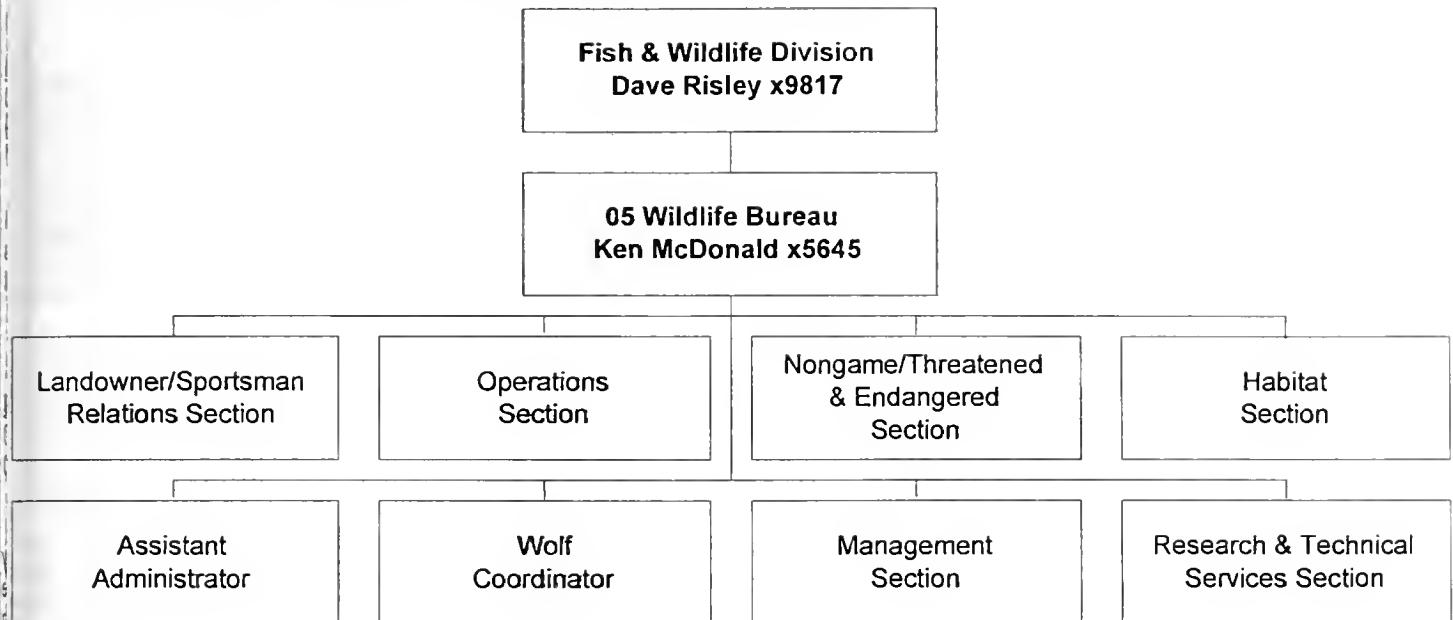 Fish & Wildlife Division
Dave Risley x9817
05 Wildlife Bureau
Ken McDonald x5645
Landowner/Sportsman
Relations Section
Operations
Section
Nongame/Threatened
& Endangered
Section
Habitat
Section
Assistant
Administrator
Wolf
Coordinator
Management
Section
Research & Technical
Services Section